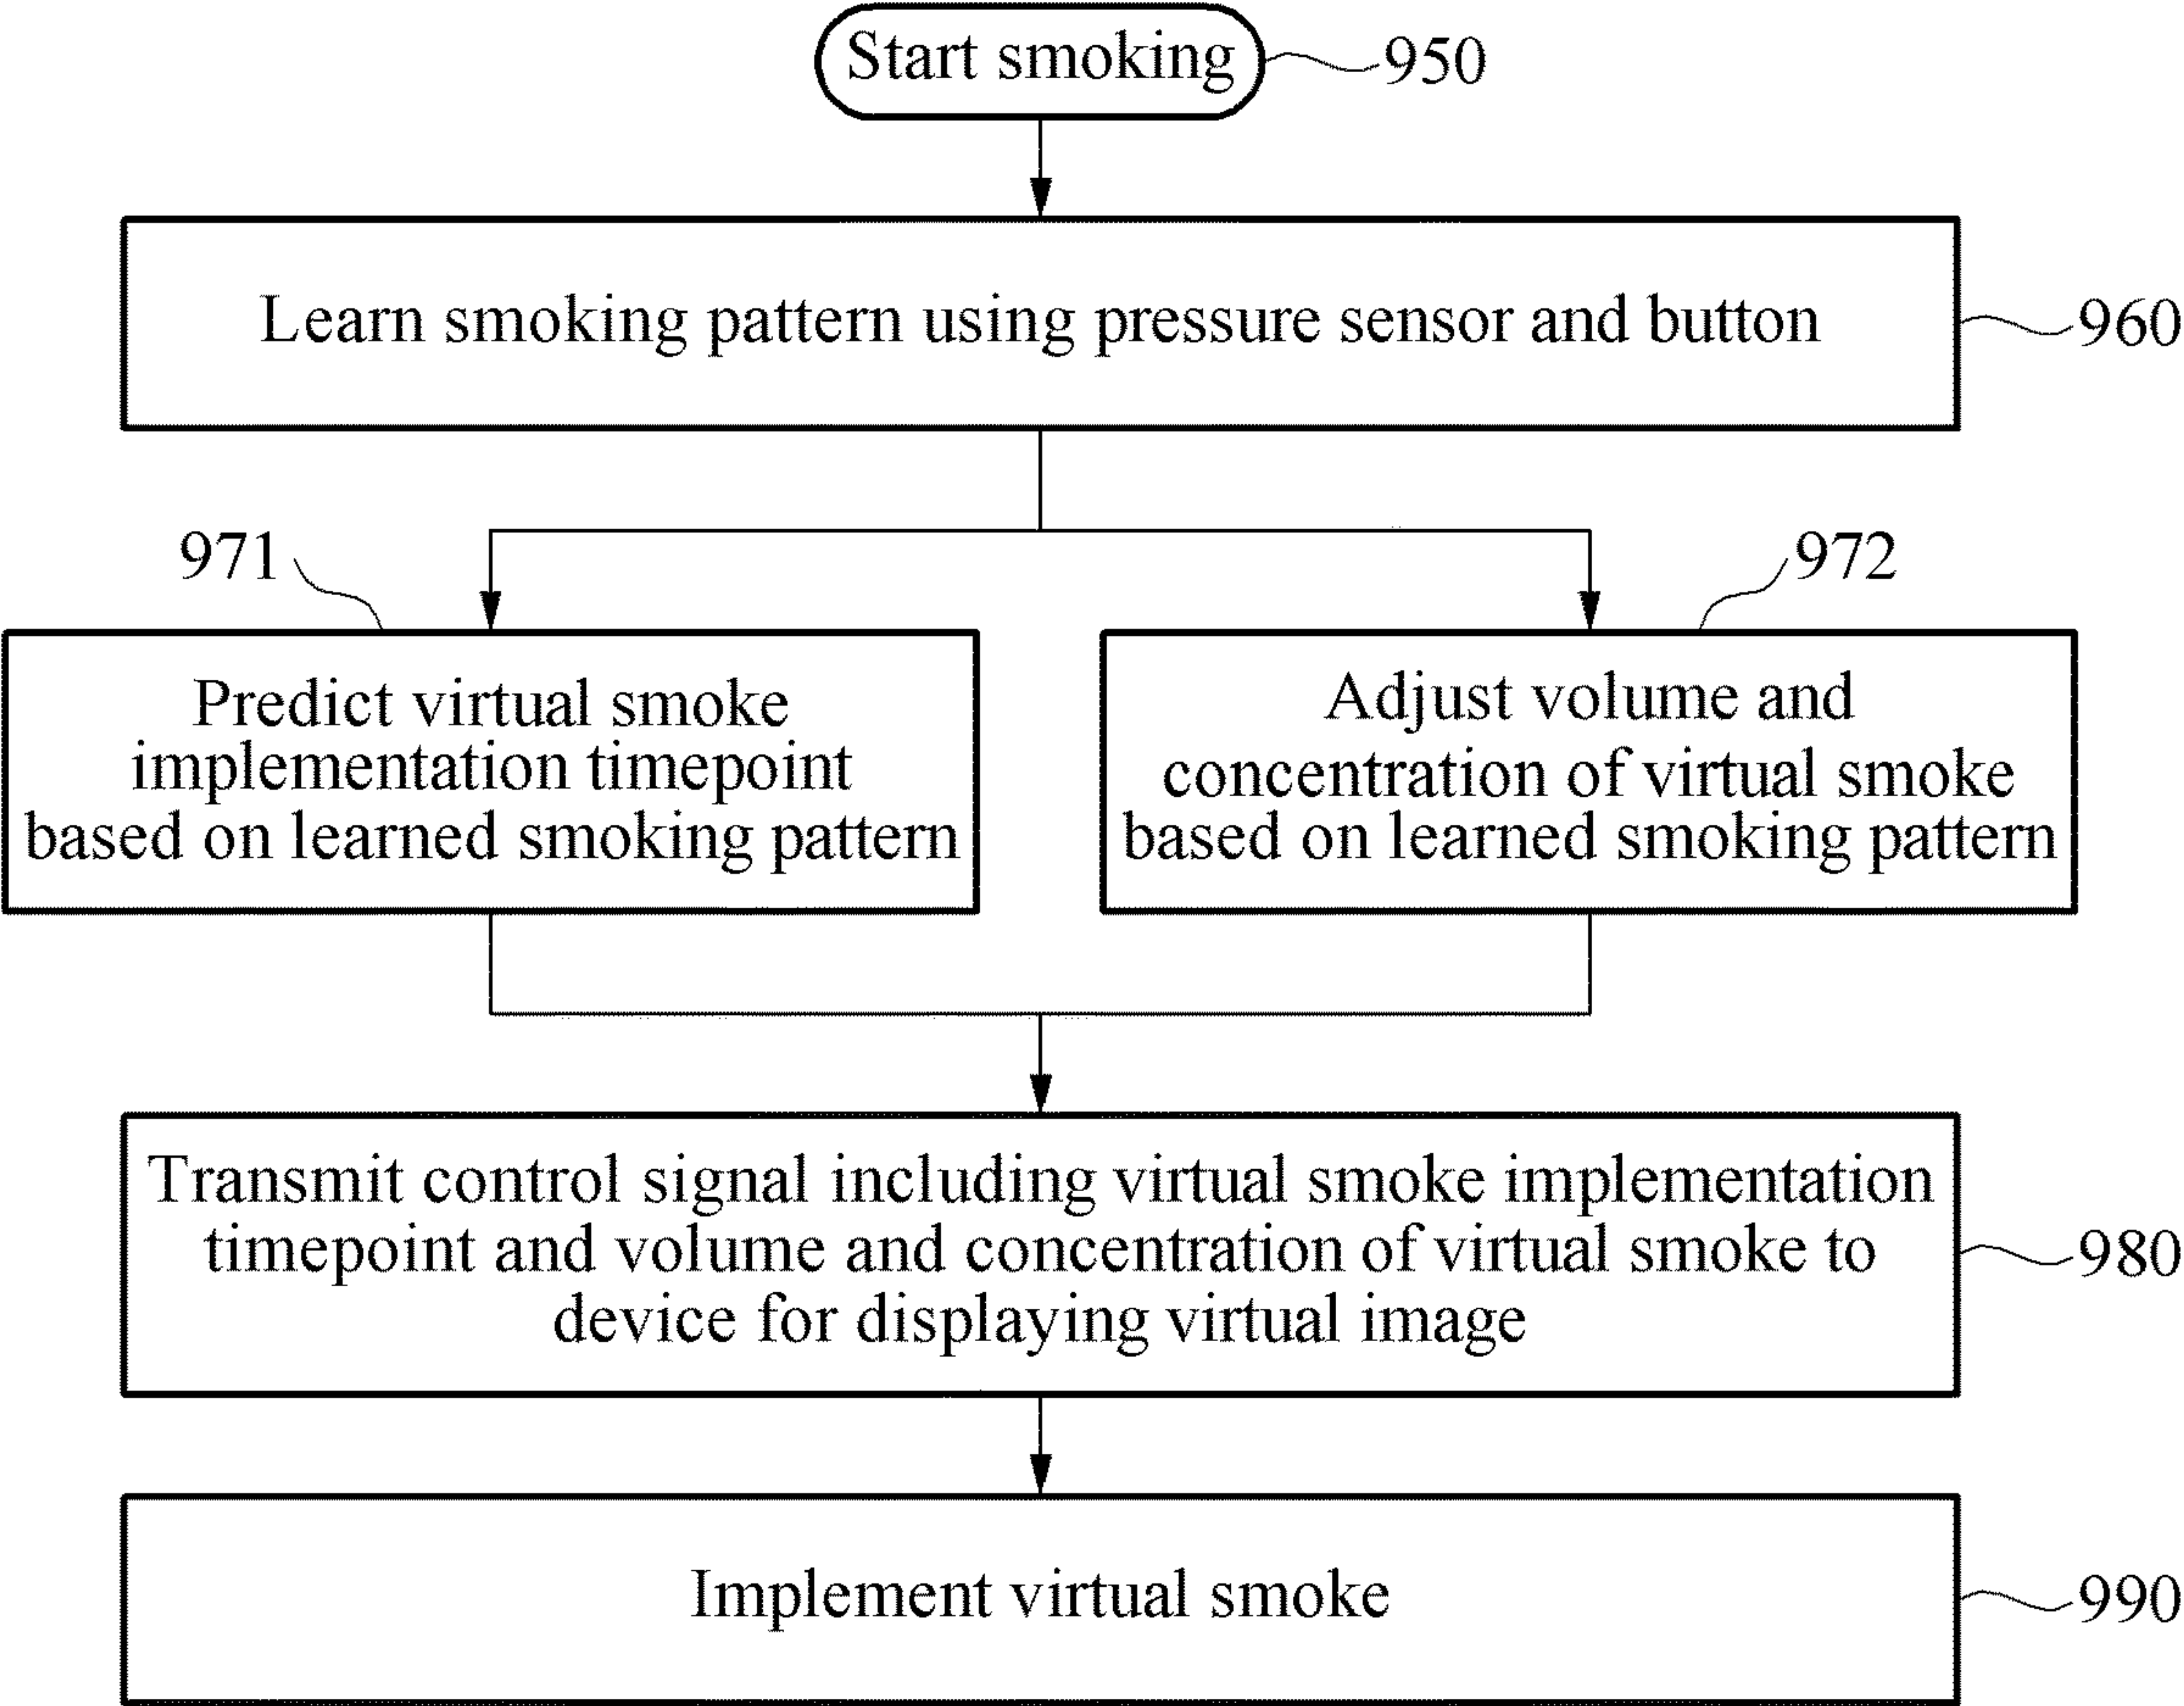 Start smoking
950
Learn smoking pattern using pressure sensor and button
960
971
972
Predict virtual smoke
implementation timepoint
based on learned smoking pattern
Adjust volume and
concentration of virtual smoke
based on learned smoking pattern
Transmit control signal including virtual smoke implementation
timepoint and volume and concentration of virtual smoke to
device for displaying virtual image
980
Implement virtual smoke
990